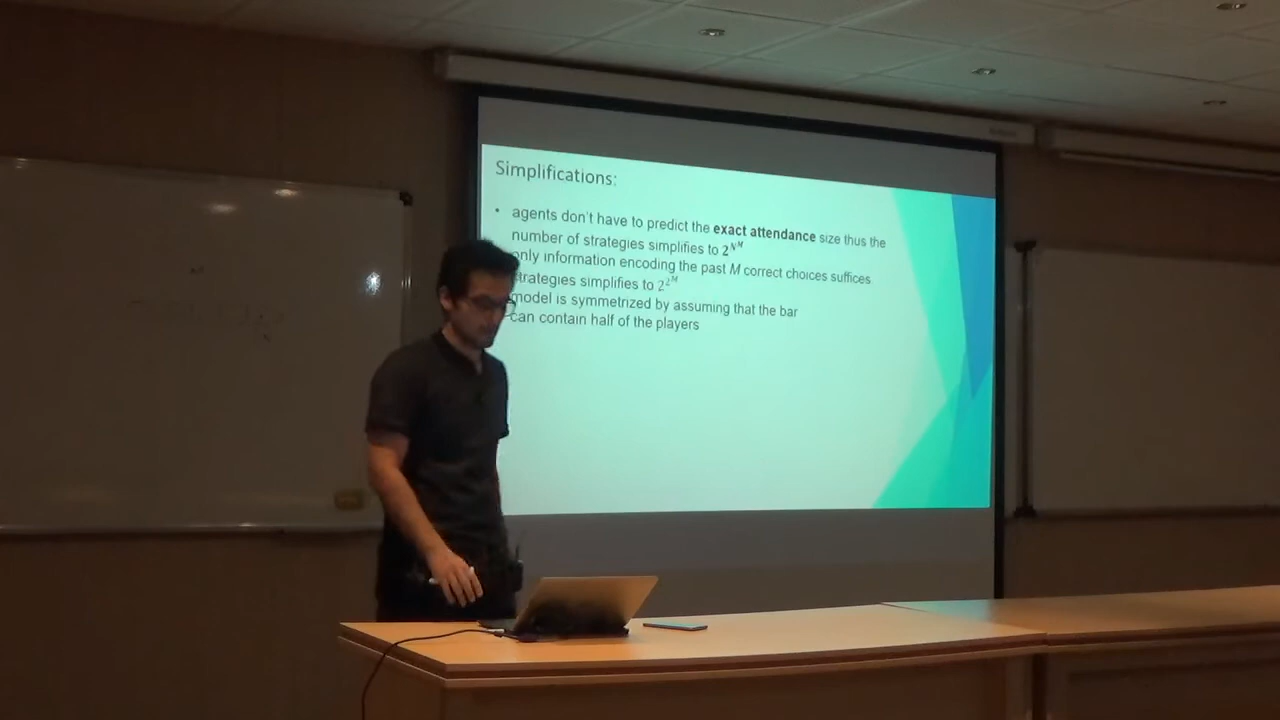 Simplifications:
• agents don't have to predict the exact attendance size thus the
number of strategies simplifies to 2^N^M
only information encoding the past M correct choices suffices.
strategies simplifies to 2^2^M
model is symmetrized by assuming that the bar
can contain half of the players